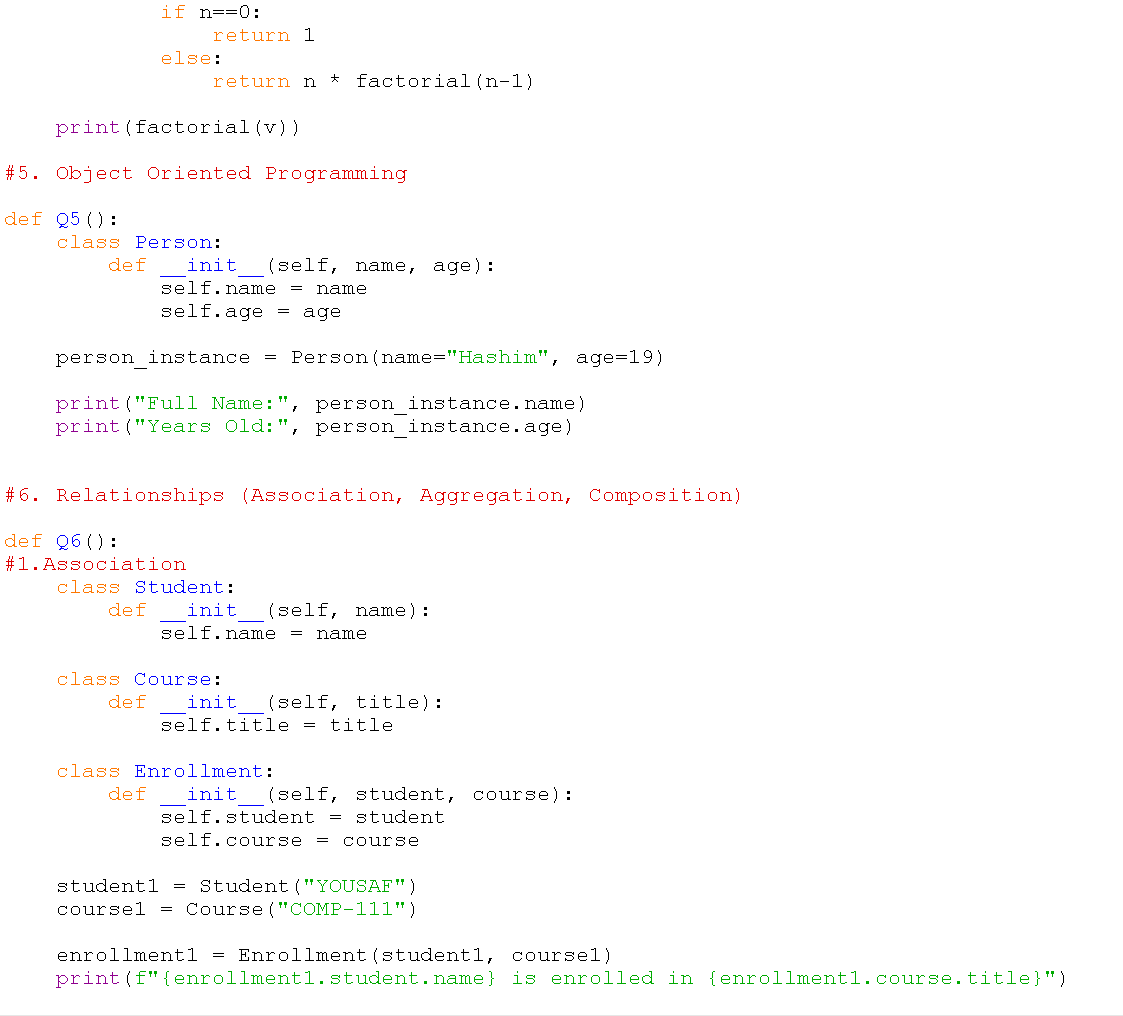 if n==0:
                return 1
            else:
                return n * factorial(n-1)

    print(factorial(v))

#5. Object Oriented Programming

def Q5():
    class Person:
        def __init__(self, name, age):
            self.name = name
            self.age = age

    person_instance = Person(name="Hashim", age=19)

    print("Full Name:", person_instance.name)
    print("Years Old:", person_instance.age)


#6. Relationships (Association, Aggregation, Composition)

def Q6():
#1.Association
    class Student:
        def __init__(self, name):
            self.name = name

    class Course:
        def __init__(self, title):
            self.title = title

    class Enrollment:
        def __init__(self, student, course):
            self.student = student
            self.course = course

    student1 = Student("YOUSAF")
    course1 = Course("COMP-111")

    enrollment1 = Enrollment(student1, course1)
    print(f"{enrollment1.student.name} is enrolled in {enrollment1.course.title}")